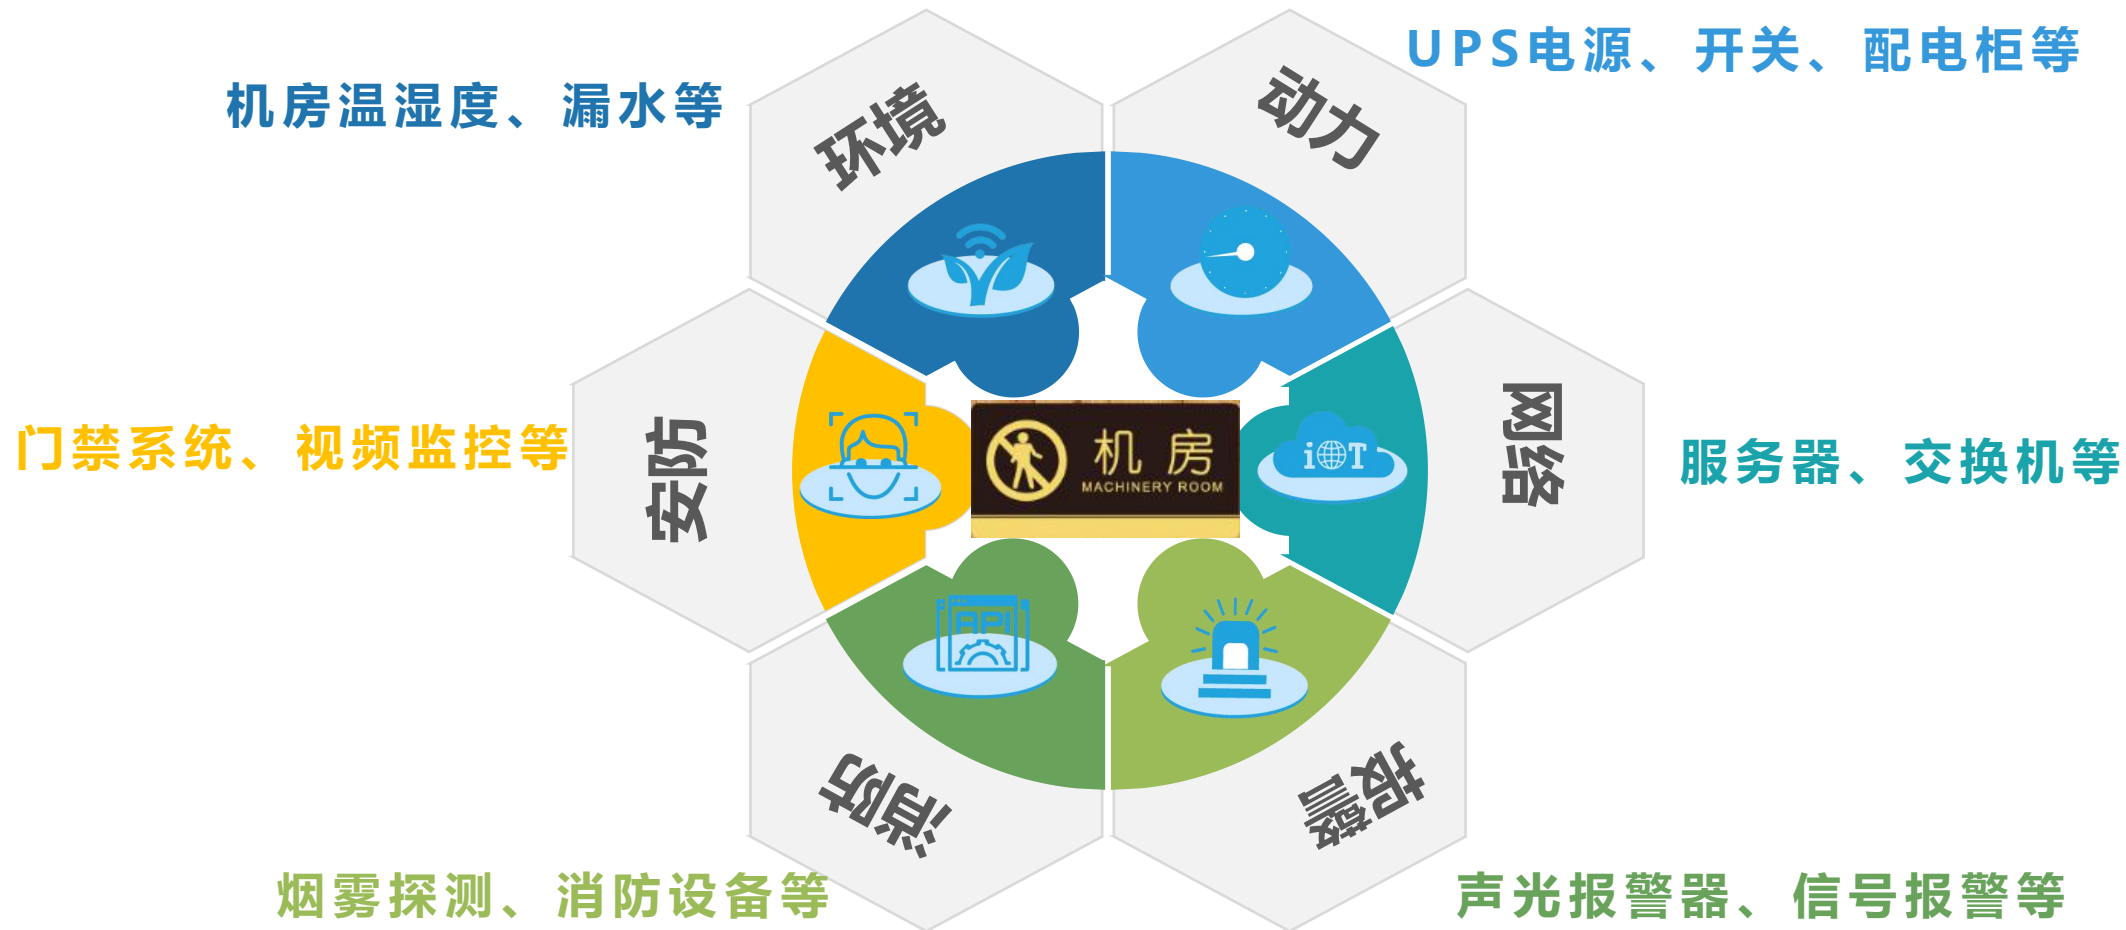 UPS电源、开关、配电柜等
机房温湿度、漏水等
环境
动力
门禁系统、视频监控等
安防
机房
MACHINERY ROOM
iOT
网络
服务器、交换机等
API
消防
报警
烟雾探测、消防设备等
声光报警器、信号报警等